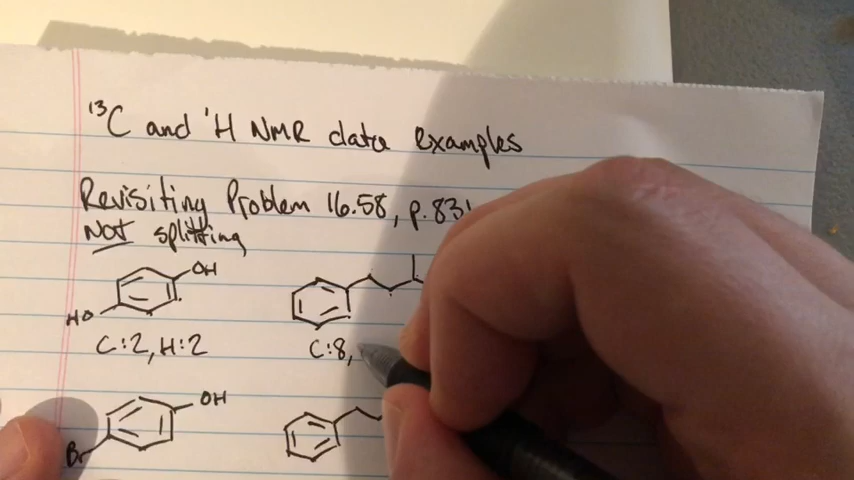 ¹³C and ¹H NMR data examples
Revisiting Problem 16.58, p.831
Not splitting
OH
HO
C:2, H:2 C:8,
OH
Br